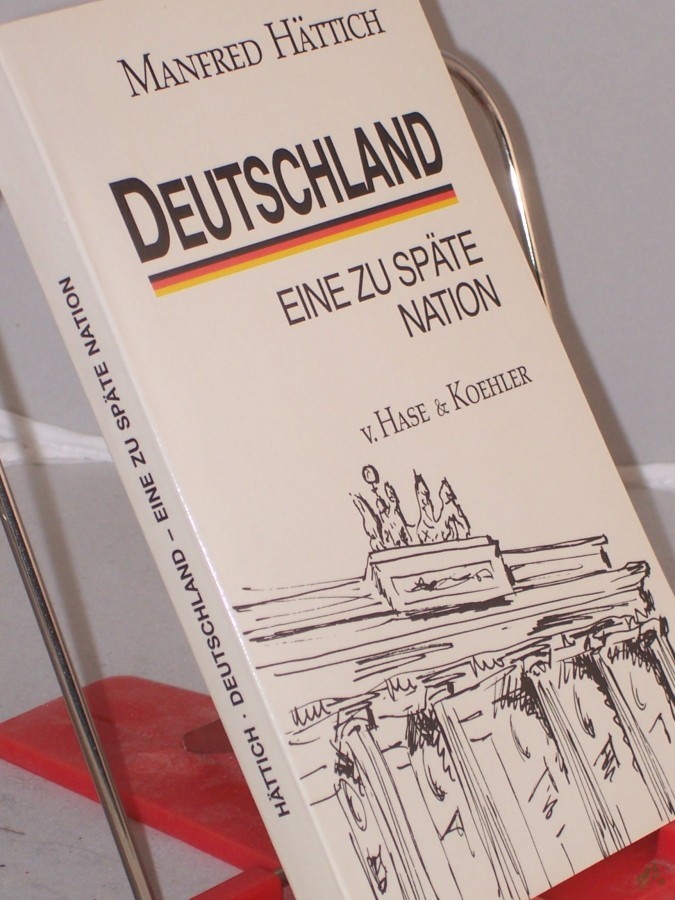 MANFRED HÄTTICH
DEUTSCHLAND
EINE ZU SPÄTE
NATION
v. HASE & KOEHLER
HÄTTICH · DEUTSCHLAND – EINE ZU SPÄTE NATION